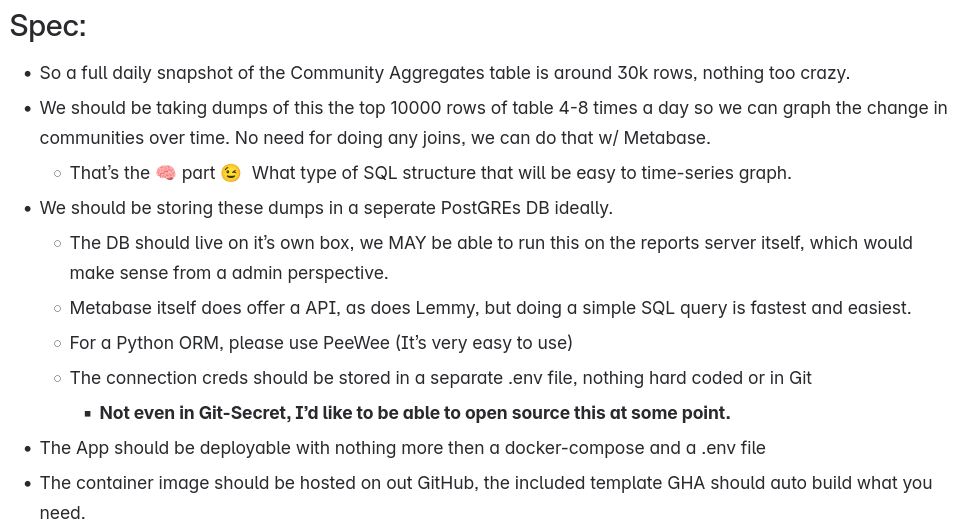 Spec:
• So a full daily snapshot of the Community Aggregates table is around 30k rows, nothing too crazy.
• We should be taking dumps of this the top 10000 rows of table 4-8 times a day so we can graph the change in
communities over time. No need for doing any joins, we can do that w/ Metabase.
◦ That’s the 🧠 part 😉 What type of SQL structure that will be easy to time-series graph.
• We should be storing these dumps in a seperate PostGREs DB ideally.
◦ The DB should live on it’s own box, we MAY be able to run this on the reports server itself, which would
make sense from a admin perspective.
◦ Metabase itself does offer a API, as does Lemmy, but doing a simple SQL query is fastest and easiest.
◦ For a Python ORM, please use PeeWee (It’s very easy to use)
◦ The connection creds should be stored in a separate .env file, nothing hard coded or in Git
▪ Not even in Git-Secret, I’d like to be able to open source this at some point.
• The App should be deployable with nothing more then a docker-compose and a .env file
• The container image should be hosted on out GitHub, the included template GHA should auto build what you
need.